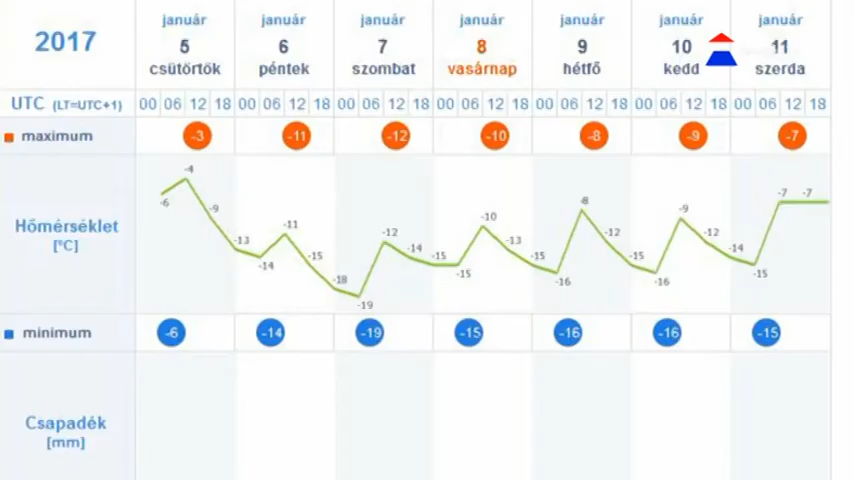 2017
január január január január január január január
5 6 7 8 9 10 11
csütörtök péntek szombat vasárnap hétfő kedd szerda
UTC (LT=UTC+1) 00 06 12 18 00 06 12 18 00 06 12 18 00 06 12 18 00 06 12 18 00 06 12 18 00 06 12 18
maximum -3 -11 -12 -10 -8 -9 -7
Hőmérséklet
[°C]
-6 -4 -9 -13 -14 -11 -15 -18 -19 -12 -14 -15 -15 -10 -13 -15 -16 -8 -12 -15 -16 -9 -12 -14 -15 -7 -7
minimum -6 -14 -19 -15 -16 -16 -15
Csapadék
[mm]